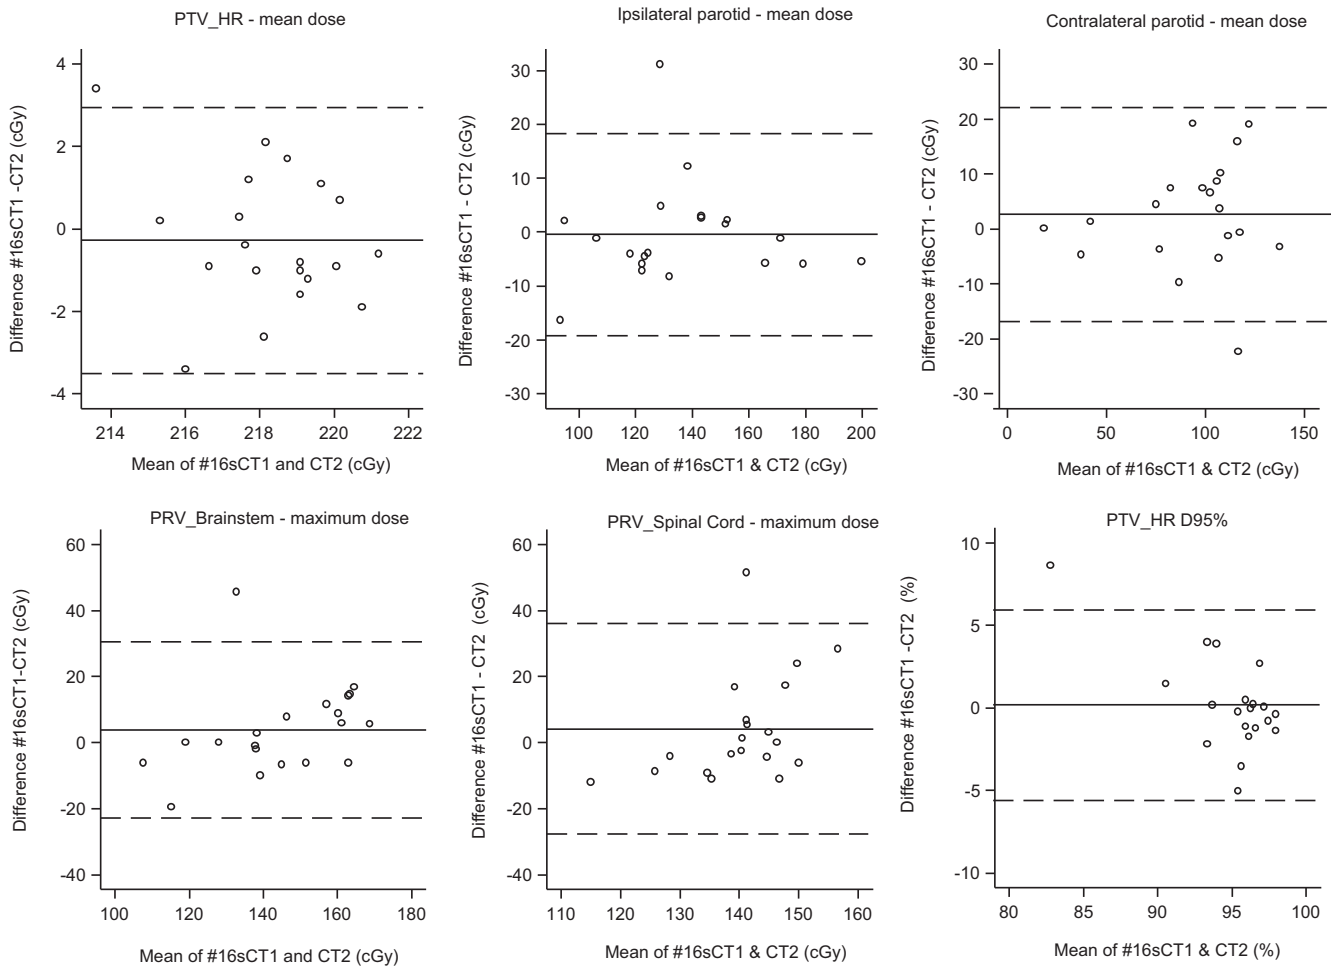 PTV_HR - mean dose
Difference #16sCT1 -CT2 (cGy)
4
2
0
-2
-4
214 216 218 220 222
Mean of #16sCT1 and CT2 (cGy)
Ipsilateral parotid - mean dose
Difference #16sCT1 - CT2 (cGy)
30
20
10
0
-10
-20
-30
100 120 140 160 180 200
Mean of #16sCT1 & CT2 (cGy)
Contralateral parotid - mean dose
Difference #16sCT1 - CT2 (cGy)
30
20
10
0
-10
-20
-30
0 50 100 150
Mean of #16sCT1 & CT2 (cGy)
PRV_Brainstem - maximum dose
Difference #16sCT1-CT2 (cGy)
60
40
20
0
-20
-40
100 120 140 160 180
Mean of #16sCT1 and CT2 (cGy)
PRV_Spinal Cord - maximum dose
Difference #16sCT1 - CT2 (cGy)
60
40
20
0
-20
-40
110 120 130 140 150 160
Mean of #16sCT1 & CT2 (cGy)
PTV_HR D95%
Difference #16sCT1 -CT2 (%)
10
5
0
-5
-10
80 85 90 95 100
Mean of #16sCT1 & CT2 (%)